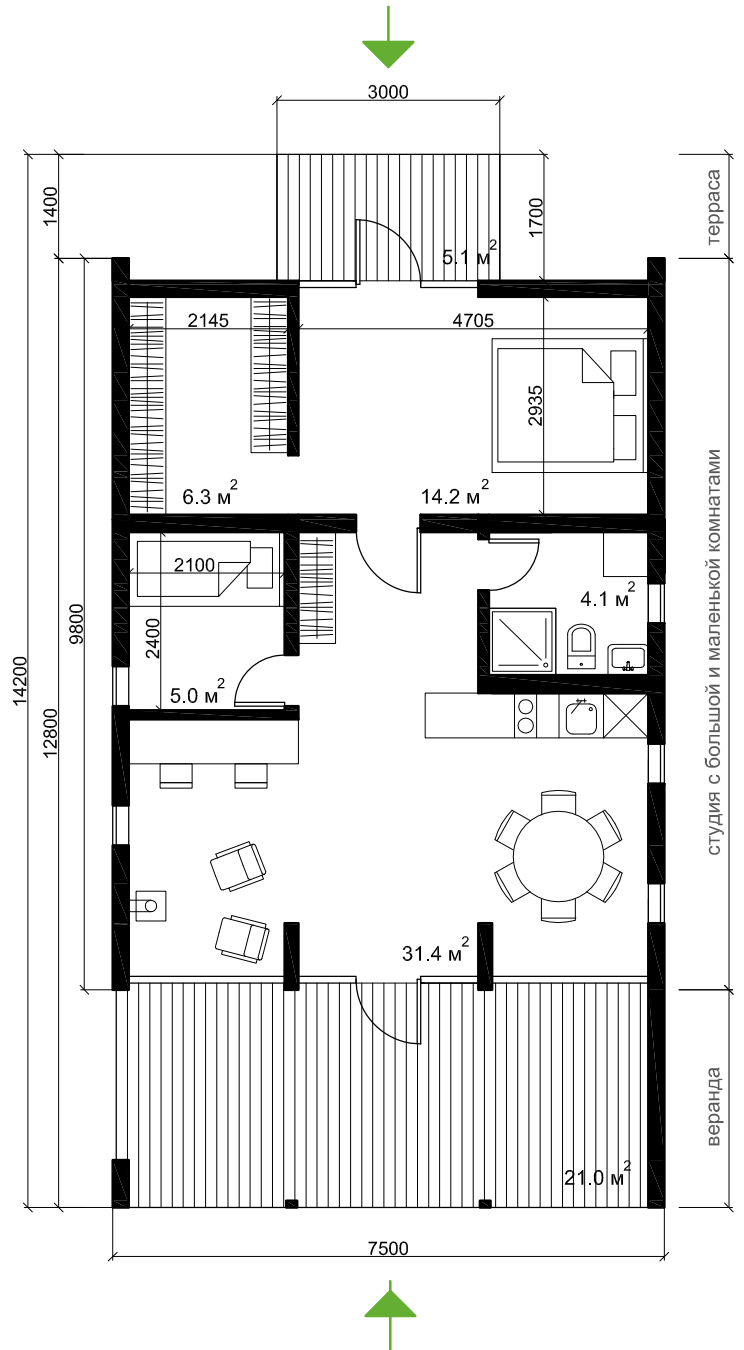 3000
1400
1700
терраса
5.1 м²
2145
4705
2935
6.3 м²
14.2 м²
2100
2400
4.1 м²
5.0 м²
9800
14200
12800
студия с большой и маленькой комнатами
31.4 м²
веранда
21.0 м²
7500